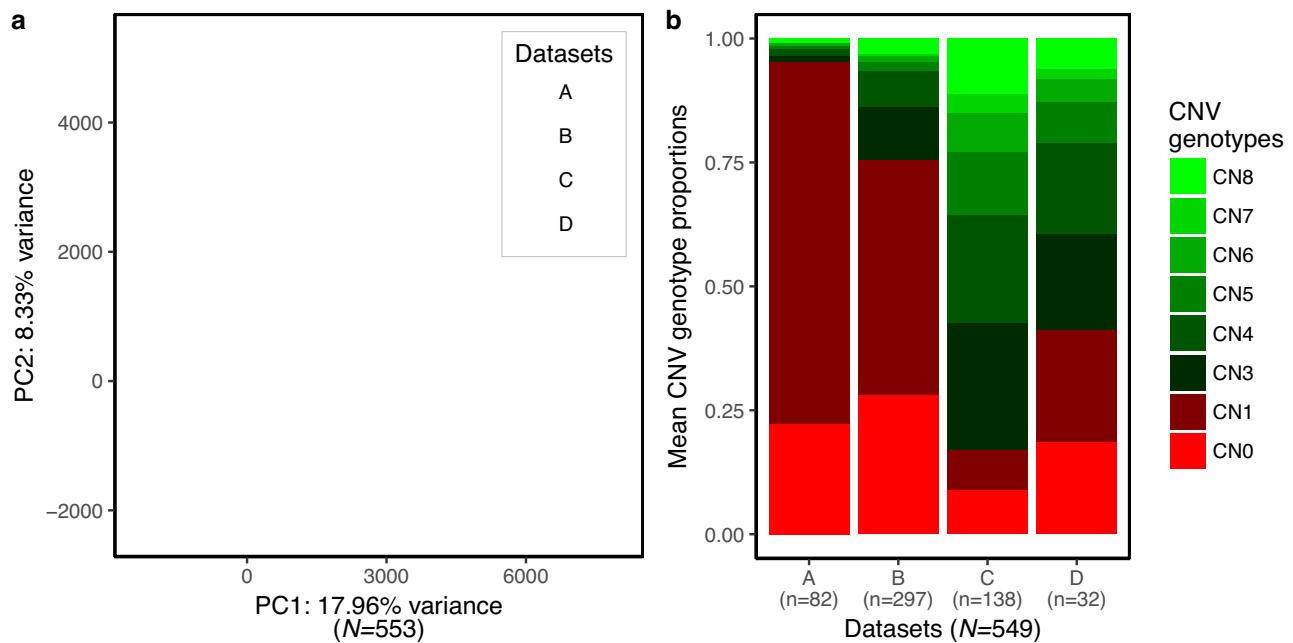 a
PC2: 8.33% variance
4000
2000
0
−2000
0
3000
6000
PC1: 17.96% variance
(N=553)
Datasets
A
B
C
D
b
Mean CNV genotype proportions
1.00
0.75
0.50
0.25
0.00
A
(n=82)
B
(n=297)
C
(n=138)
D
(n=32)
Datasets (N=549)
CNV
genotypes
CN8
CN7
CN6
CN5
CN4
CN3
CN1
CN0